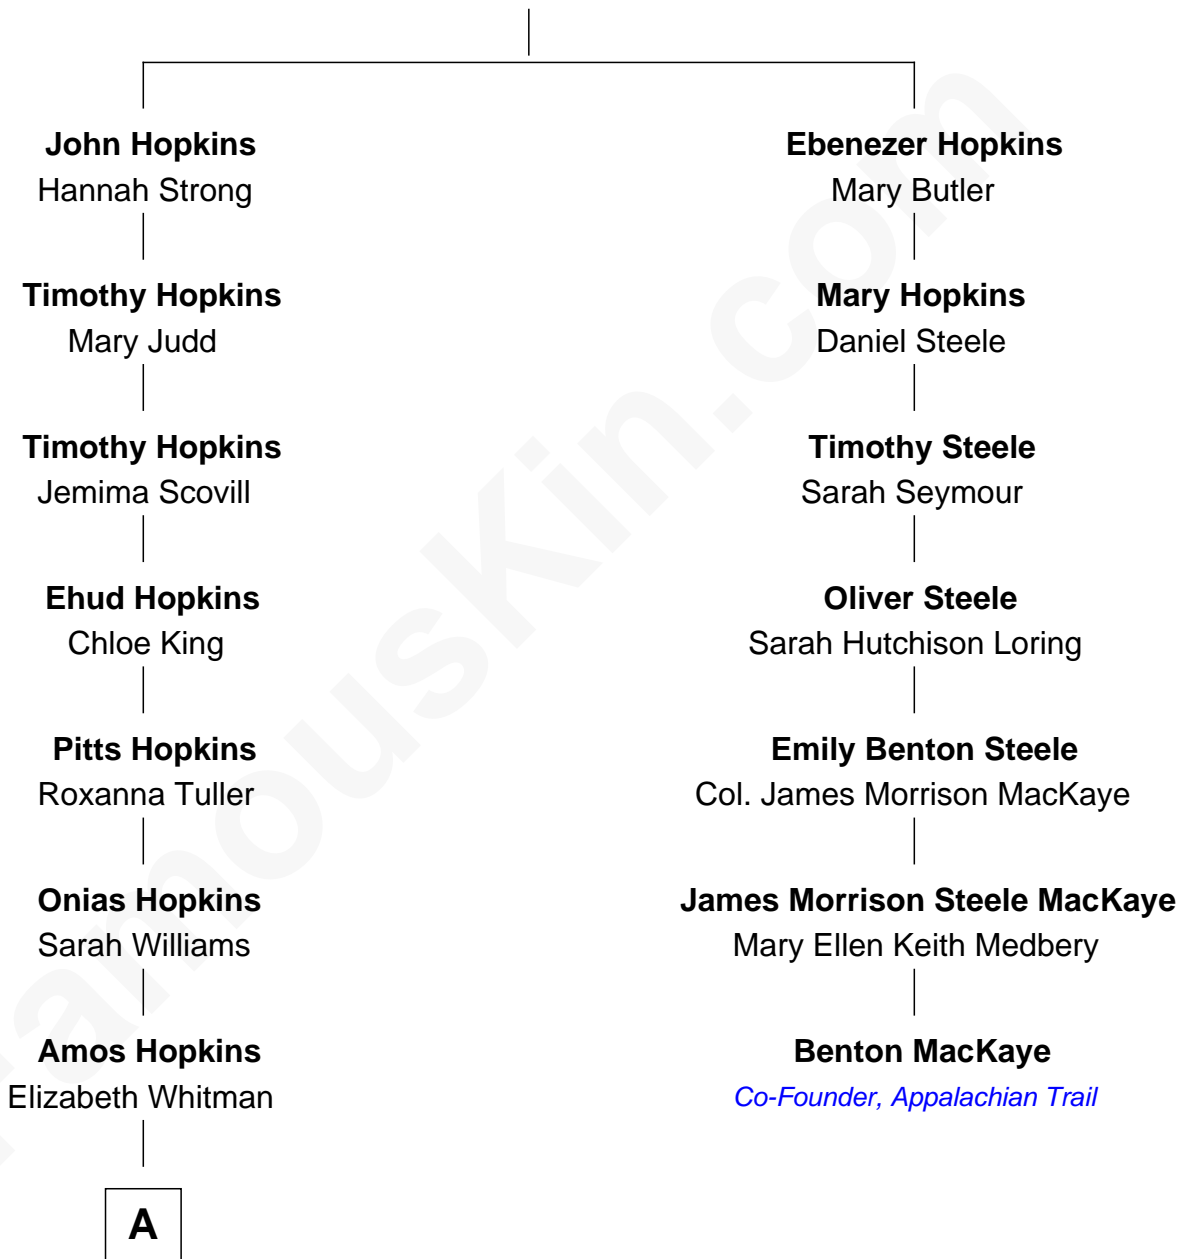 John Hopkins
Hannah Strong
Timothy Hopkins
Mary Judd
Timothy Hopkins
Jemima Scovill
Ehud Hopkins
Chloe King
Pitts Hopkins
Roxanna Tuller
Onias Hopkins
Sarah Williams
Amos Hopkins
Elizabeth Whitman
A
Ebenezer Hopkins
Mary Butler
Mary Hopkins
Daniel Steele
Timothy Steele
Sarah Seymour
Oliver Steele
Sarah Hutchison Loring
Emily Benton Steele
Col. James Morrison MacKaye
James Morrison Steele MacKaye
Mary Ellen Keith Medbery
Benton MacKaye
Co-Founder, Appalachian Trail
FamousKin.com